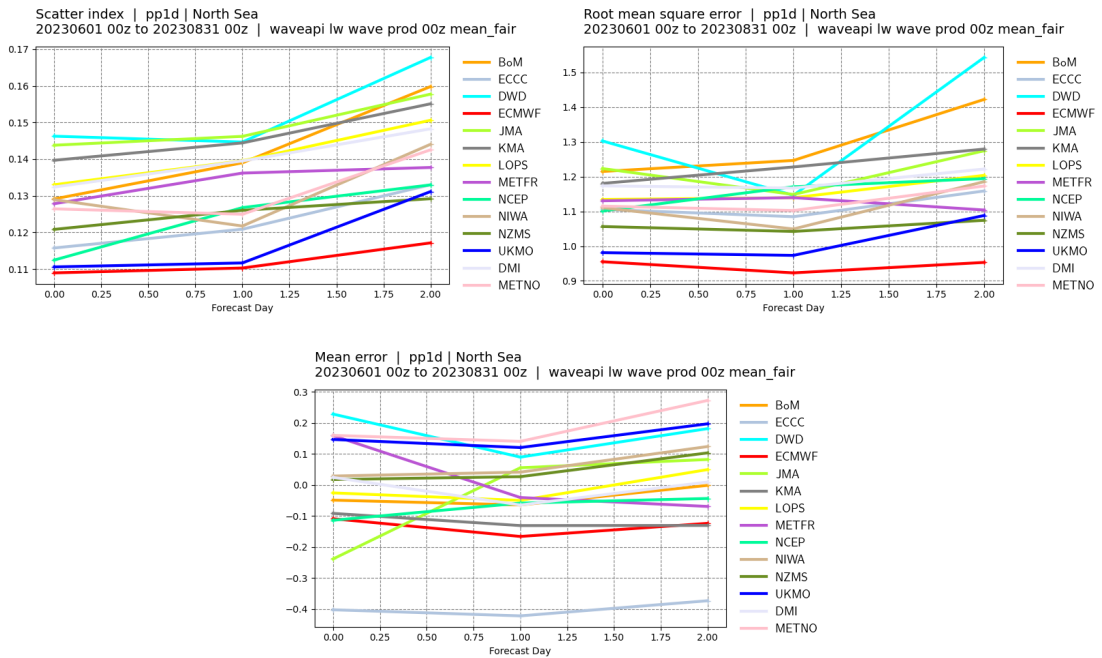 Scatter index | pp1d | North Sea
20230601 00z to 20230831 00z | waveapi lw wave prod 00z mean_fair
0.17
0.16
0.15
0.14
0.13
0.12
0.11
0.00 0.25 0.50 0.75 1.00 1.25 1.50 1.75 2.00
Forecast Day
BoM
ECCC
DWD
ECMWF
JMA
KMA
LOPS
METFR
NCEP
NIWA
NZMS
UKMO
DMI
METNO
Root mean square error | pp1d | North Sea
20230601 00z to 20230831 00z | waveapi lw wave prod 00z mean_fair
1.5
1.4
1.3
1.2
1.1
1.0
0.9
0.00 0.25 0.50 0.75 1.00 1.25 1.50 1.75 2.00
Forecast Day
BoM
ECCC
DWD
ECMWF
JMA
KMA
LOPS
METFR
NCEP
NIWA
NZMS
UKMO
DMI
METNO
Mean error | pp1d | North Sea
20230601 00z to 20230831 00z | waveapi lw wave prod 00z mean_fair
0.3
0.2
0.1
0.0
−0.1
−0.2
−0.3
−0.4
0.00 0.25 0.50 0.75 1.00 1.25 1.50 1.75 2.00
Forecast Day
BoM
ECCC
DWD
ECMWF
JMA
KMA
LOPS
METFR
NCEP
NIWA
NZMS
UKMO
DMI
METNO